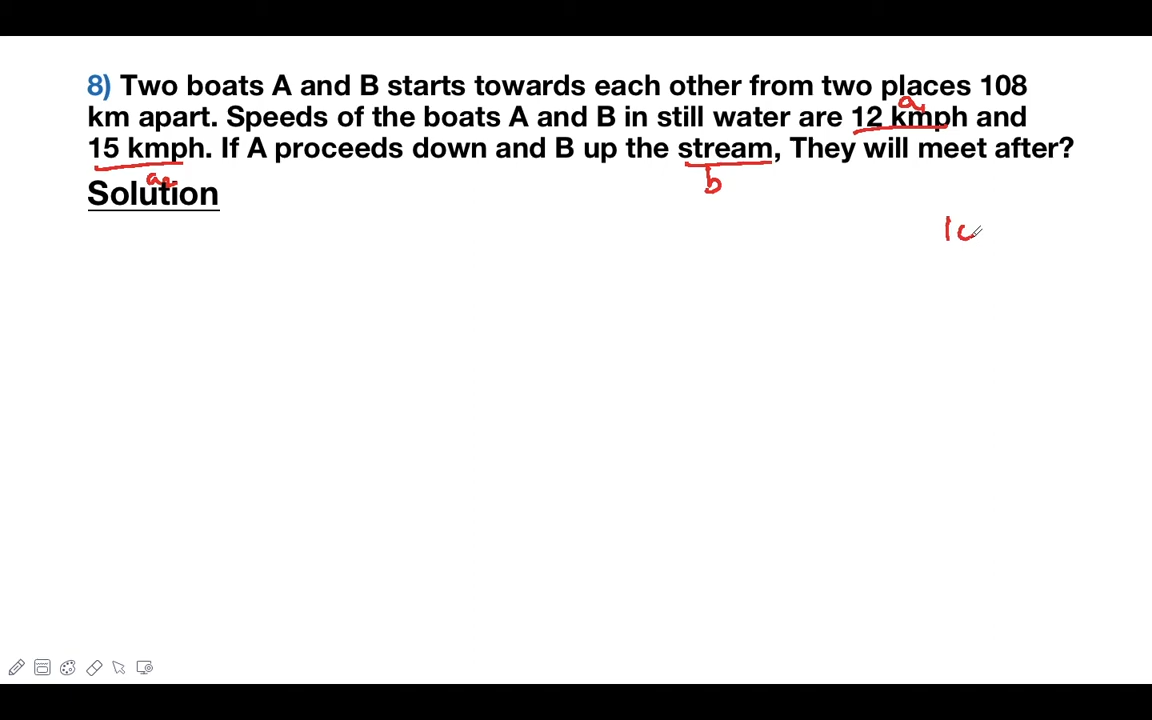 8) Two boats A and B starts towards each other from two places 108
km apart. Speeds of the boats A and B in still water are 12 kmph and
15 kmph. If A proceeds down and B up the stream, They will meet after?
Solution
b